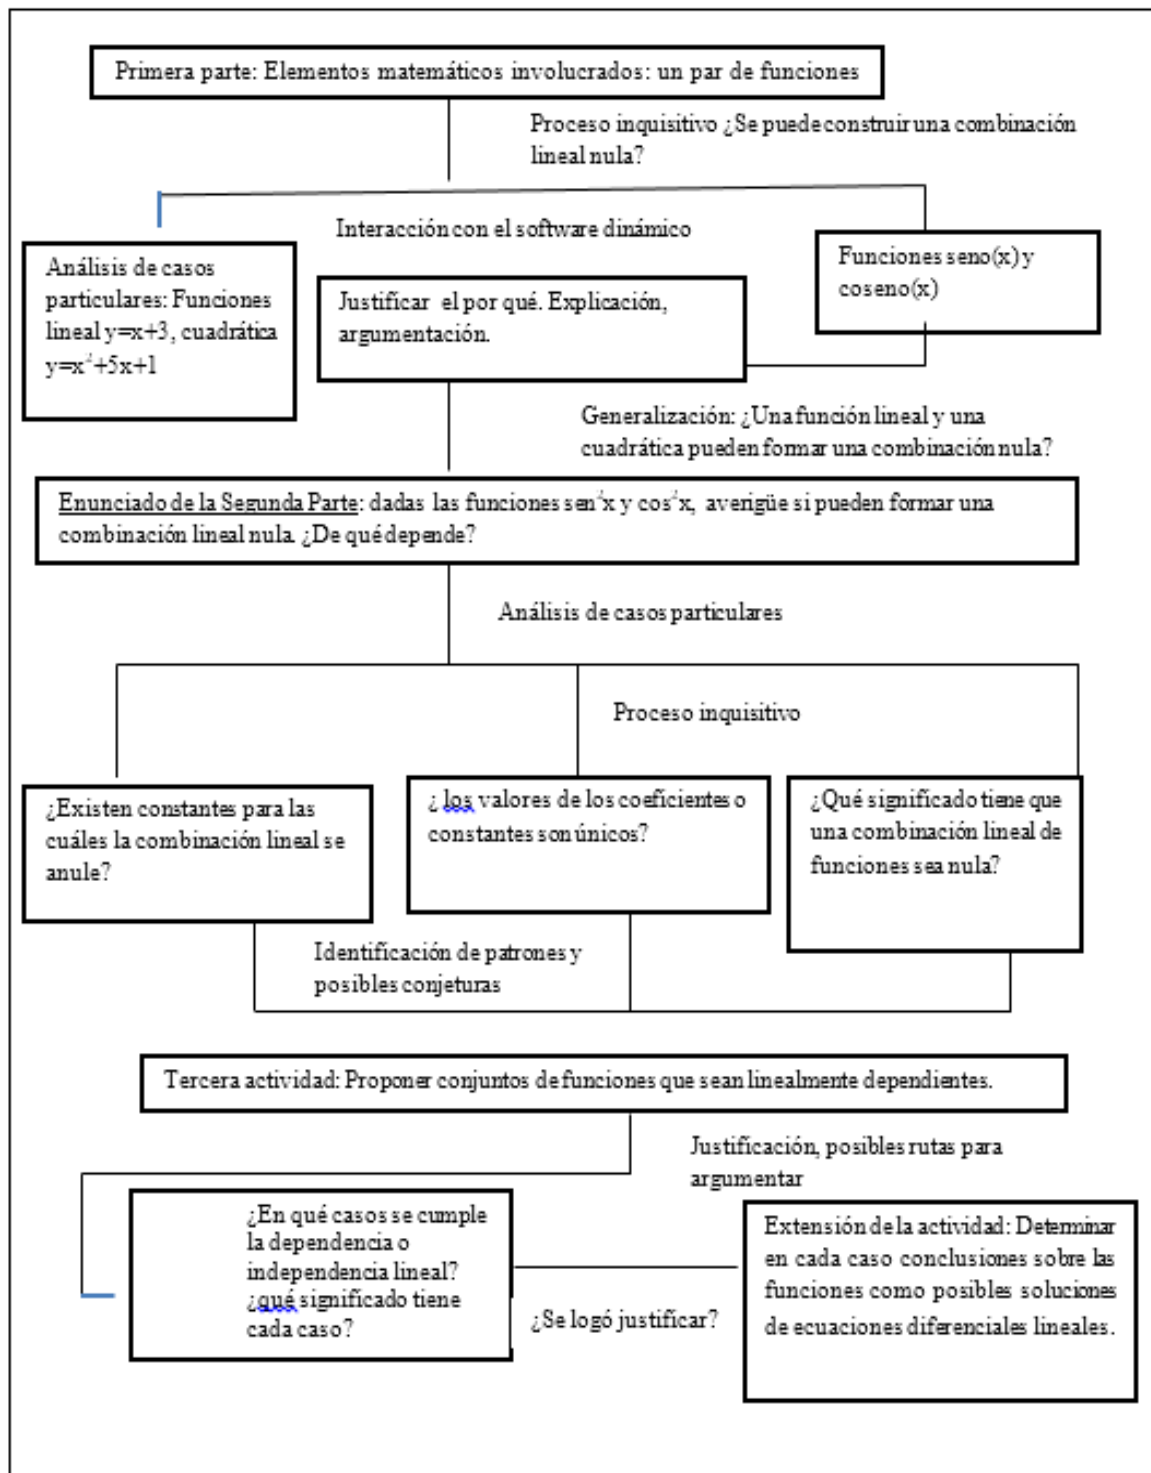 Primera parte: Elementos matemáticos involucrados: un par de funciones
Proceso inquisitivo ¿Se puede construir una combinación
lineal nula?
Interacción con el software dinámico
Análisis de casos
particulares: Funciones
lineal y=x+3, cuadrática
y=x²+5x+1
Justificar el por qué. Explicación,
argumentación.
Funciones seno(x) y
coseno(x)
Generalización: ¿Una función lineal y una
cuadrática pueden formar una combinación nula?
Enunciado de la Segunda Parte: dadas las funciones sen²x y cos²x, averigüe si pueden formar una
combinación lineal nula. ¿De qué depende?
Análisis de casos particulares
Proceso inquisitivo
¿Existen constantes para las
cuáles la combinación lineal se
anule?
¿ los valores de los coeficientes o
constantes son únicos?
¿Qué significado tiene que
una combinación lineal de
funciones sea nula?
Identificación de patrones y
posibles conjeturas
Tercera actividad: Proponer conjuntos de funciones que sean linealmente dependientes.
Justificación, posibles rutas para
argumentar
¿En qué casos se cumple
la dependencia o
independencia lineal?
¿qué significado tiene
cada caso?
¿Se logó justificar?
Extensión de la actividad: Determinar
en cada caso conclusiones sobre las
funciones como posibles soluciones
de ecuaciones diferenciales lineales.